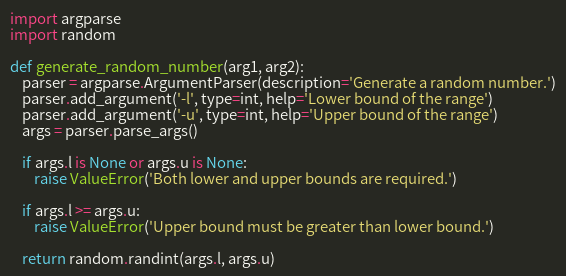 import argparse
import random

def generate_random_number(arg1, arg2):
    parser = argparse.ArgumentParser(description='Generate a random number.')
    parser.add_argument('-l', type=int, help='Lower bound of the range')
    parser.add_argument('-u', type=int, help='Upper bound of the range')
    args = parser.parse_args()

    if args.l is None or args.u is None:
        raise ValueError('Both lower and upper bounds are required.')

    if args.l >= args.u:
        raise ValueError('Upper bound must be greater than lower bound.')

    return random.randint(args.l, args.u)